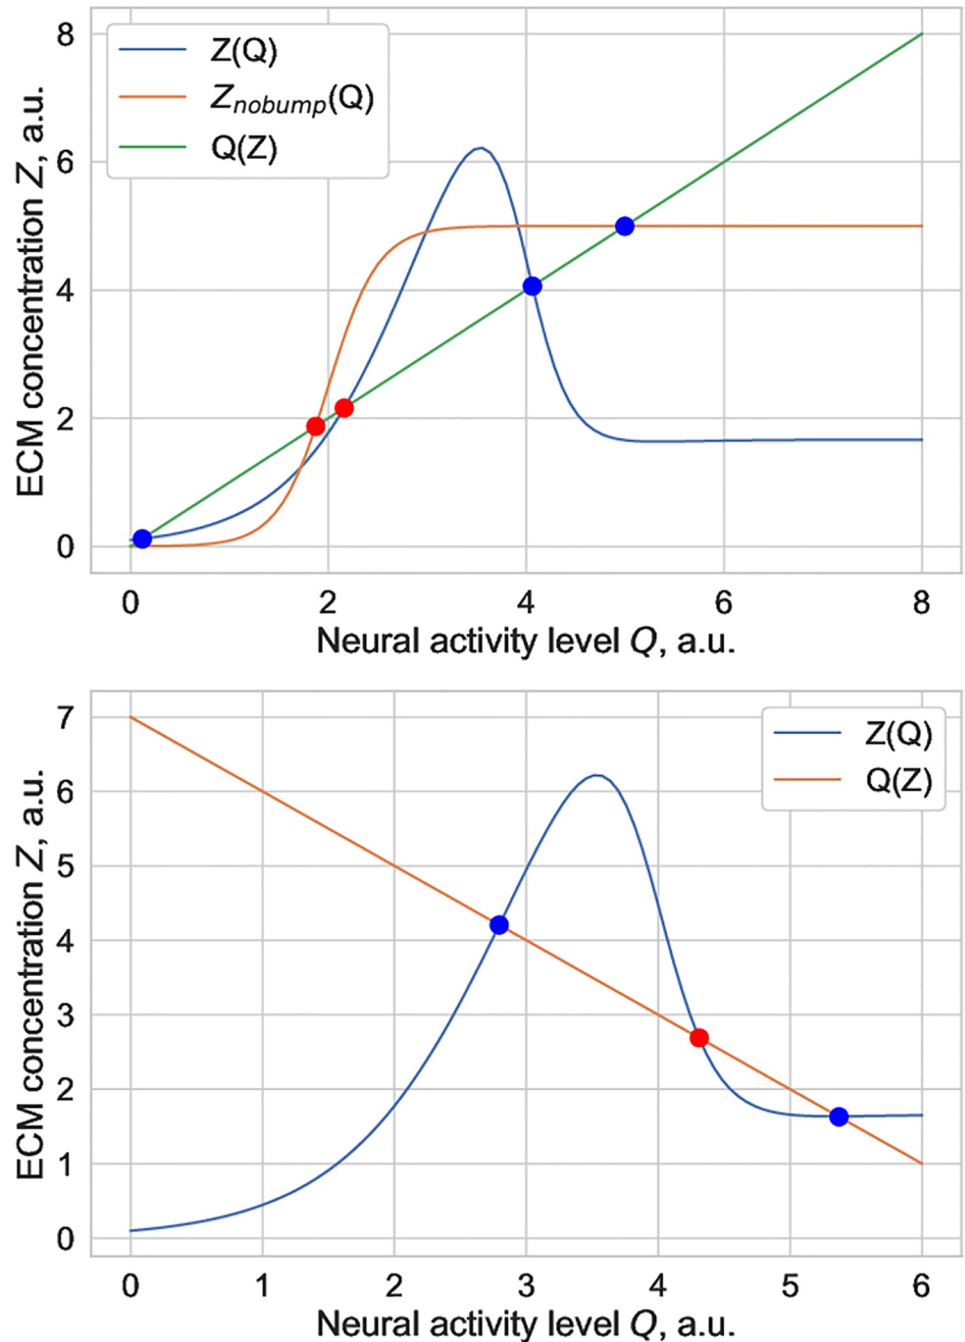 8
6
4
2
0
ECM concentration Z, a.u.
Z(Q)
Znobump(Q)
Q(Z)
0 2 4 6 8
Neural activity level Q, a.u.
7
6
5
4
3
2
1
0
ECM concentration Z, a.u.
Z(Q)
Q(Z)
0 1 2 3 4 5 6
Neural activity level Q, a.u.